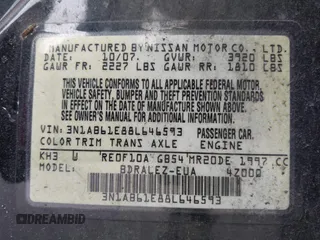 MANUFACTURED BY NISSAN MOTOR CO., LTD.
DATE: 10/07. GVWR: 3920 LBS
GAWR FR: 2227 LBS GAWR RR: 1810 LBS
THIS VEHICLE CONFORMS TO ALL APPLICABLE FEDERAL MOTOR
VEHICLE SAFETY, BUMPER, AND THEFT PREVENTION STANDARDS
IN EFFECT ON THE DATE OF MANUFACTURE SHOWN ABOVE.
SEE OWNER'S MANUAL FOR ADDITIONAL INFORMATION
VIN: 3N1AB61E88L646593 PASSENGER CAR.
COLOR TRIM TRANS AXLE ENGINE
KH3 RE0F10A GB54 MR20DE 1997 CC
MODEL: BDRALEZ-EUA 4Z000
3N1AB61E88L646593
©BIDFAX